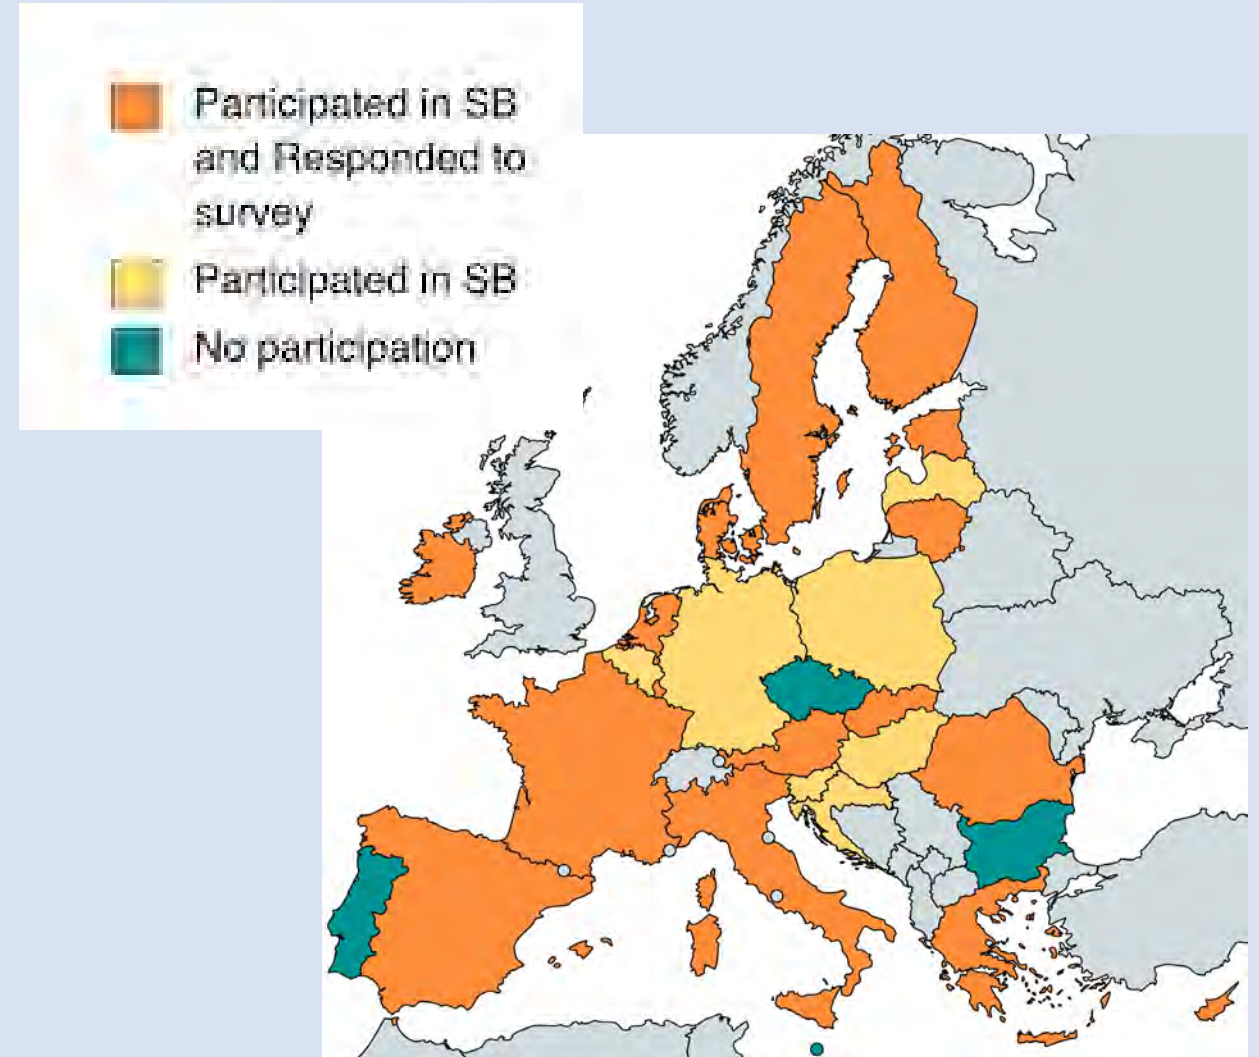 Participated in SB
and Responded to
survey
Participated in SB
No participation